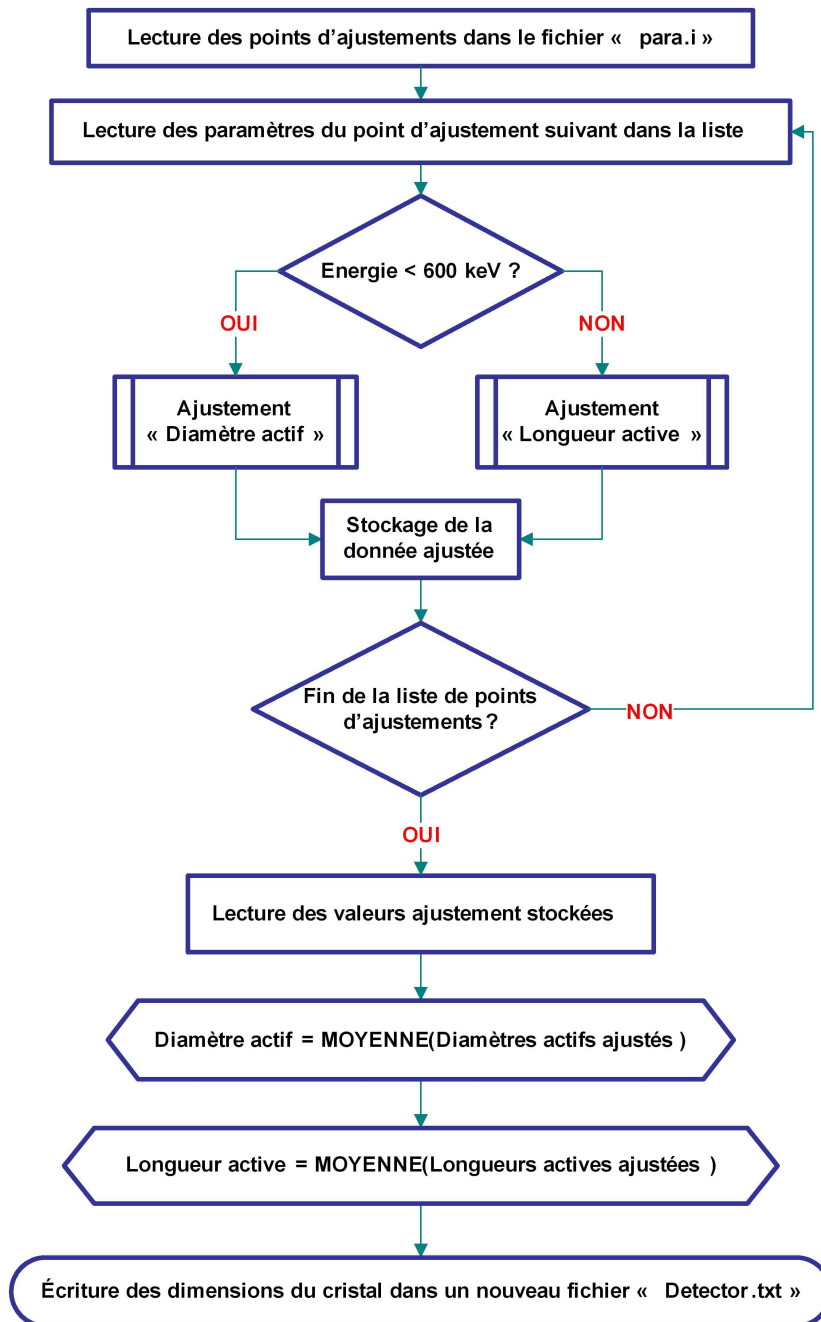 Lecture des points d'ajustements dans le fichier « para.i »
Lecture des paramètres du point d'ajustement suivant dans la liste
Energie < 600 keV ?
OUI
NON
Ajustement
« Diamètre actif »
Ajustement
« Longueur active »
Stockage de la
donnée ajustée
Fin de la liste de points
d'ajustements ?
NON
OUI
Lecture des valeurs ajustement stockées
Diamètre actif = MOYENNE(Diamètres actifs ajustés )
Longueur active = MOYENNE(Longueurs actives ajustées )
Écriture des dimensions du cristal dans un nouveau fichier « Detector.txt »